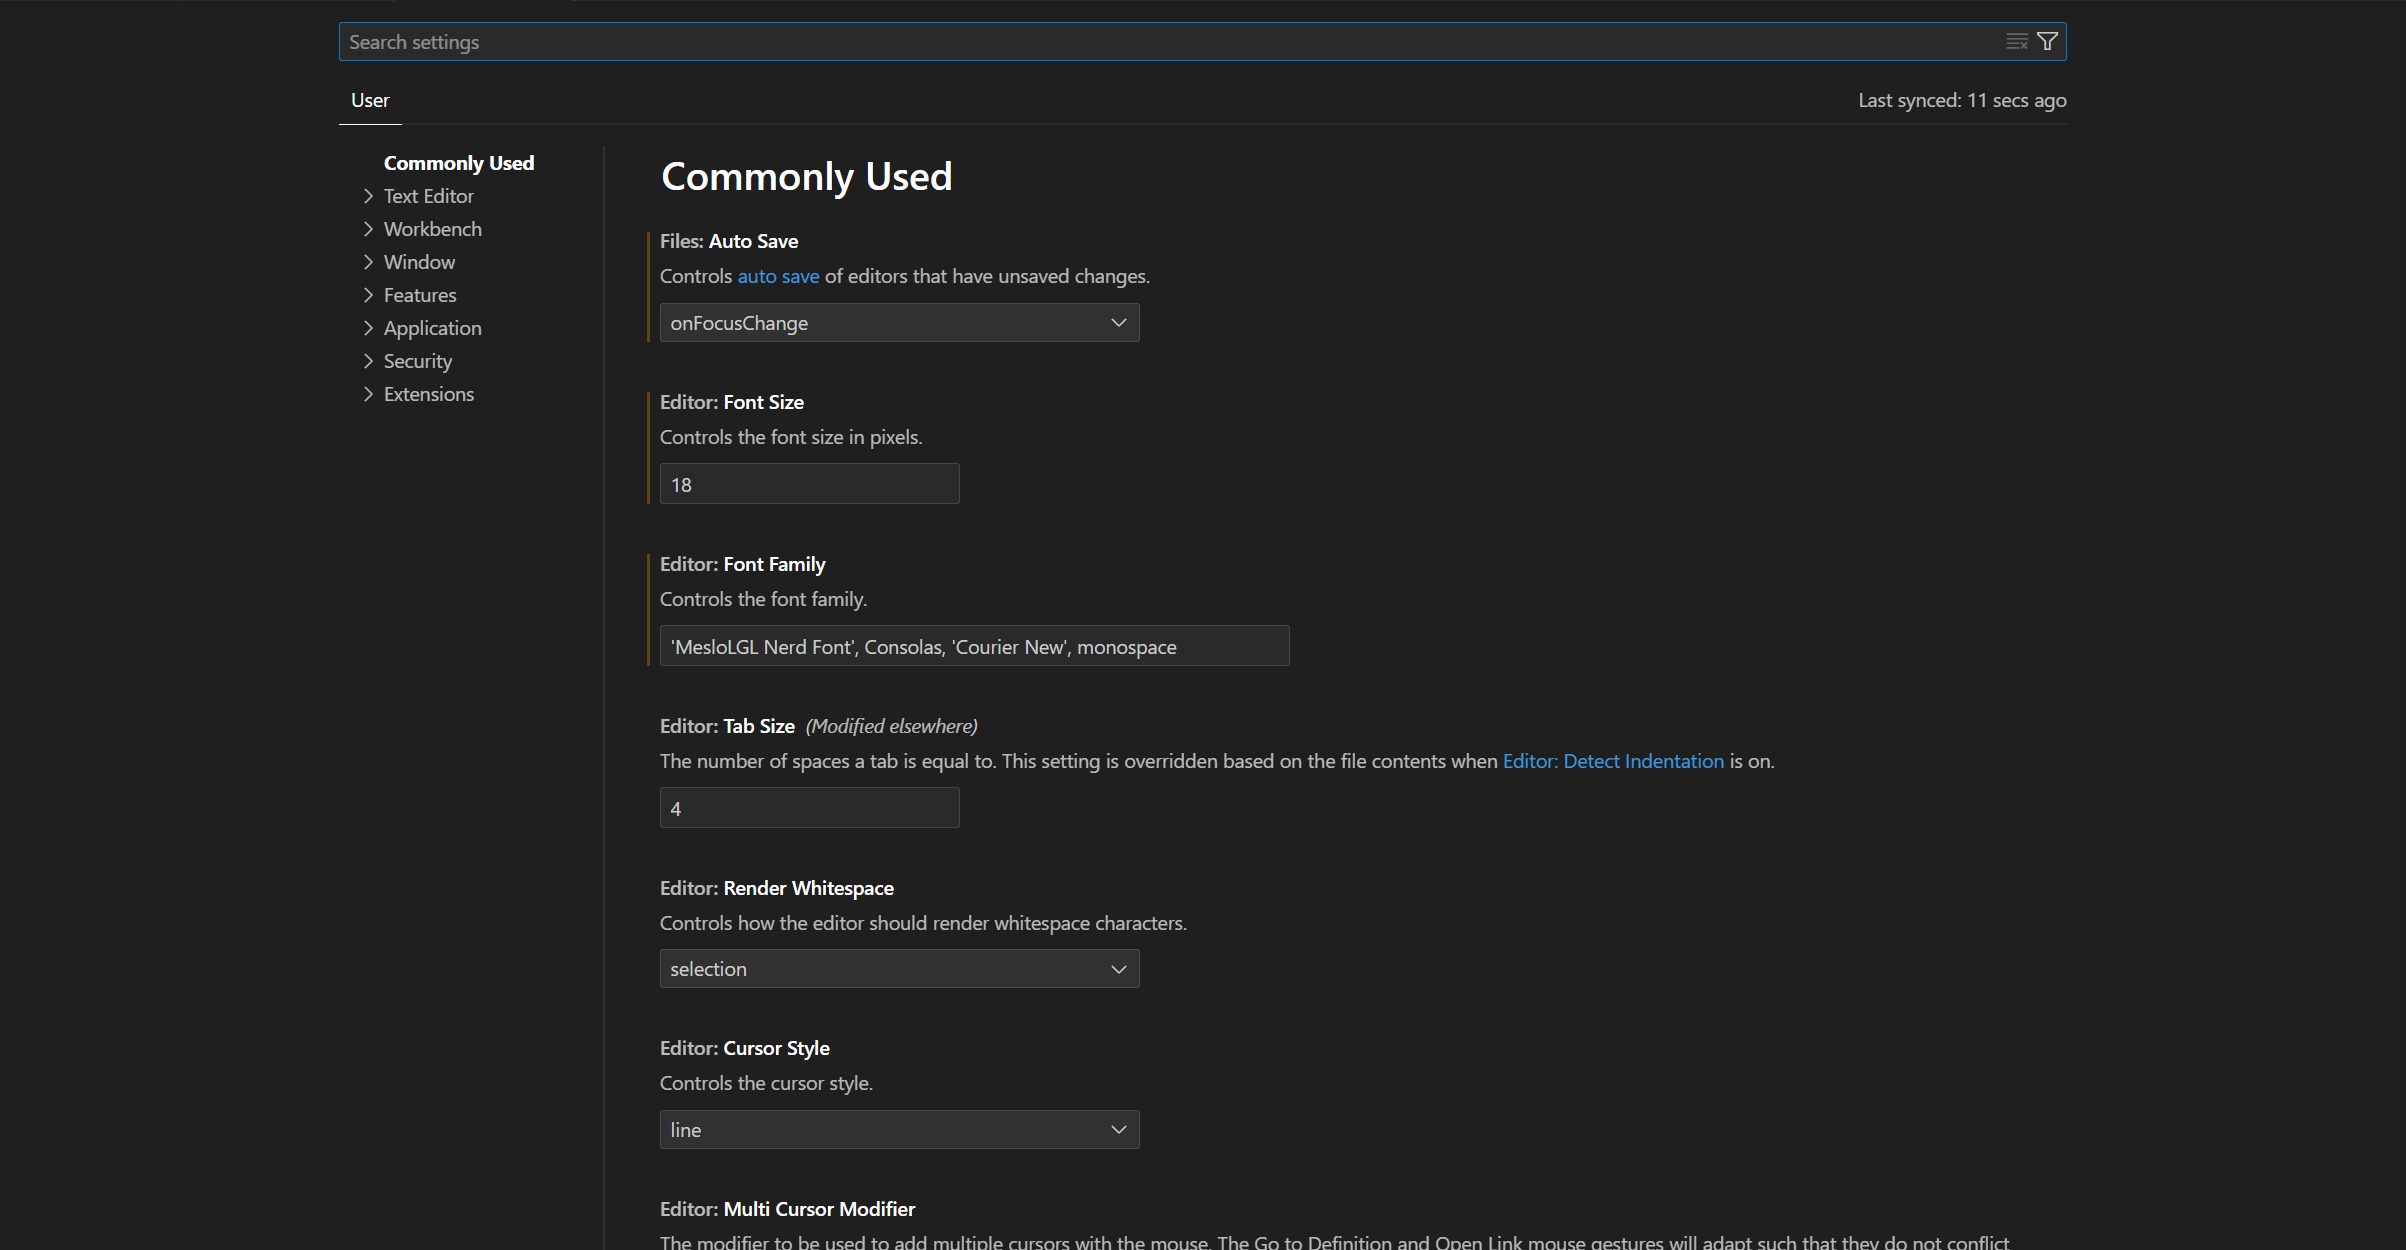 Search settings
User
Last synced: 11 secs ago
Commonly Used
Text Editor
Workbench
Window
Features
Application
Security
Extensions
Commonly Used
Files: Auto Save
Controls auto save of editors that have unsaved changes.
onFocusChange
Editor: Font Size
Controls the font size in pixels.
18
Editor: Font Family
Controls the font family.
'MesloLGL Nerd Font', Consolas, 'Courier New', monospace
Editor: Tab Size (Modified elsewhere)
The number of spaces a tab is equal to. This setting is overridden based on the file contents when Editor: Detect Indentation is on.
4
Editor: Render Whitespace
Controls how the editor should render whitespace characters.
selection
Editor: Cursor Style
Controls the cursor style.
line
Editor: Multi Cursor Modifier
The modifier to be used to add multiple cursors with the mouse. The Go to Definition and Open Link mouse gestures will adapt such that they do not conflict